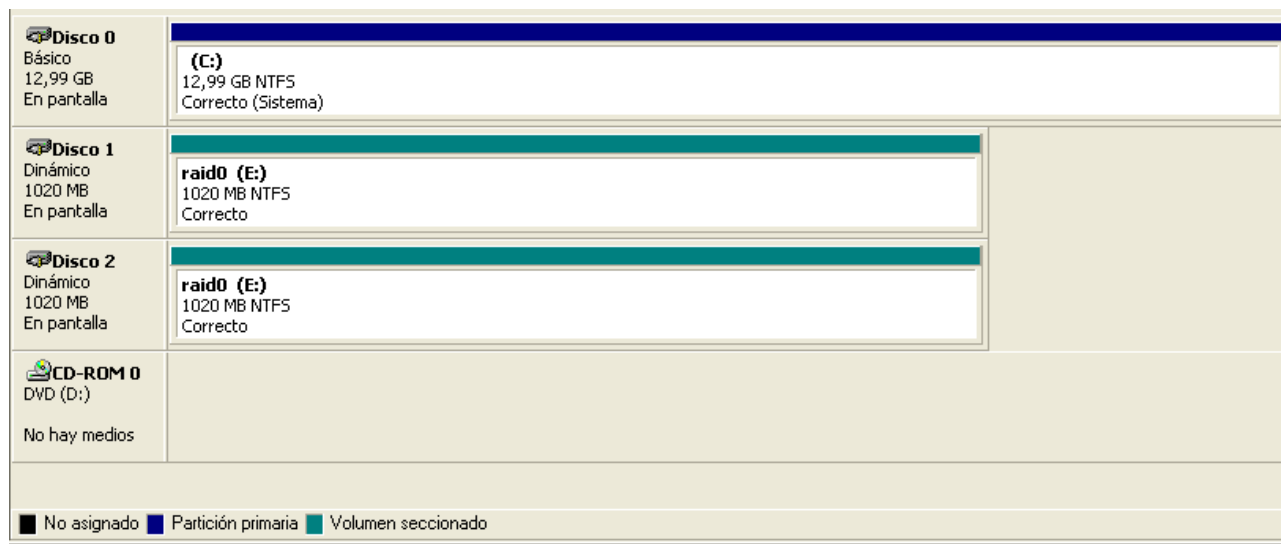 Disco 0
Básico
12,99 GB
En pantalla
(C:)
12,99 GB NTFS
Correcto (Sistema)
Disco 1
Dinámico
1020 MB
En pantalla
raid0 (E:)
1020 MB NTFS
Correcto
Disco 2
Dinámico
1020 MB
En pantalla
raid0 (E:)
1020 MB NTFS
Correcto
CD-ROM 0
DVD (D:)
No hay medios
No asignado Partición primaria Volumen seccionado